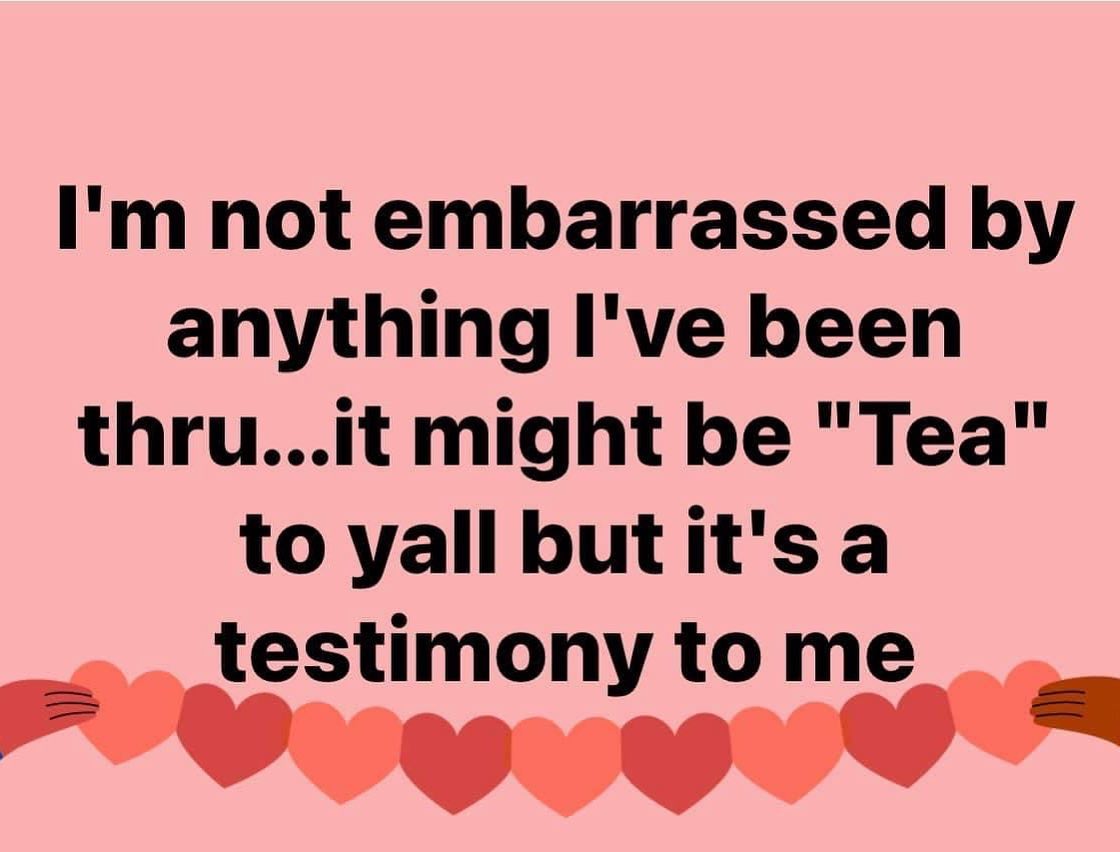 I'm not embarrassed by
anything I've been
thru...it might be "Tea"
to yall but it's a
testimony to me